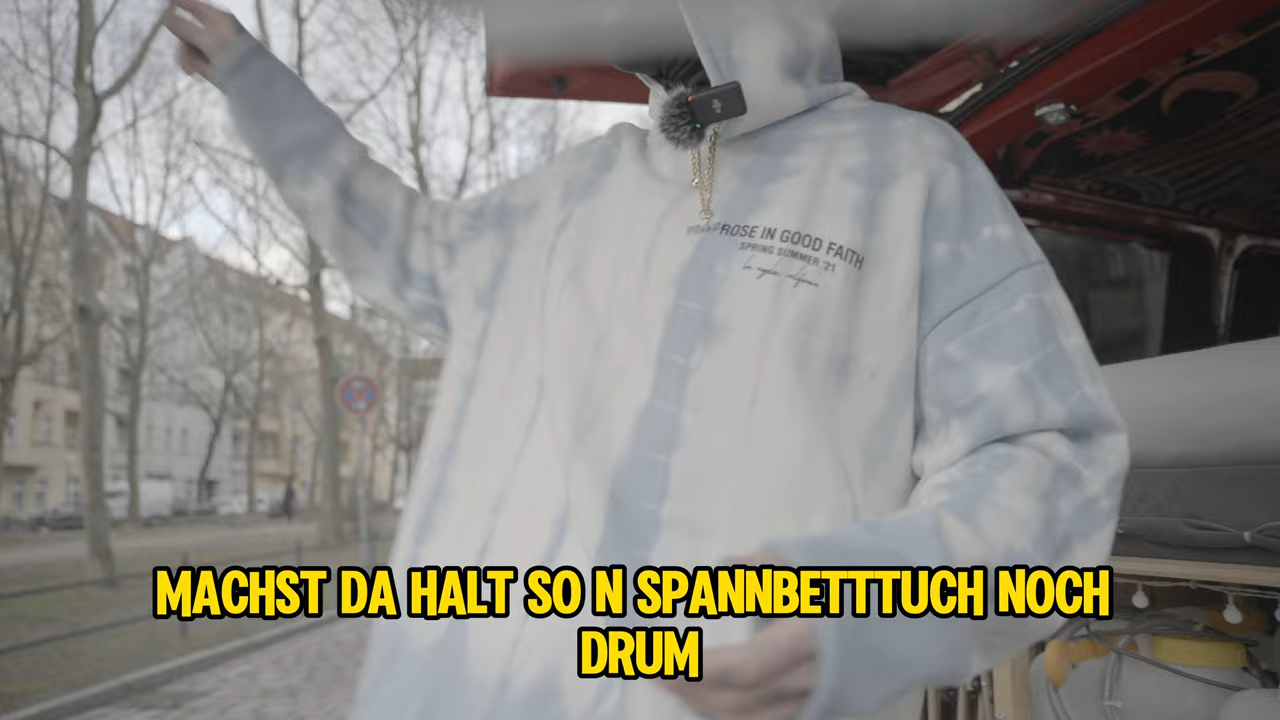 ROSE IN GOOD FAITH
SPRING SUMMER '21
MACHST DA HALT SO N SPANNBETTTUCH NOCH
DRUM